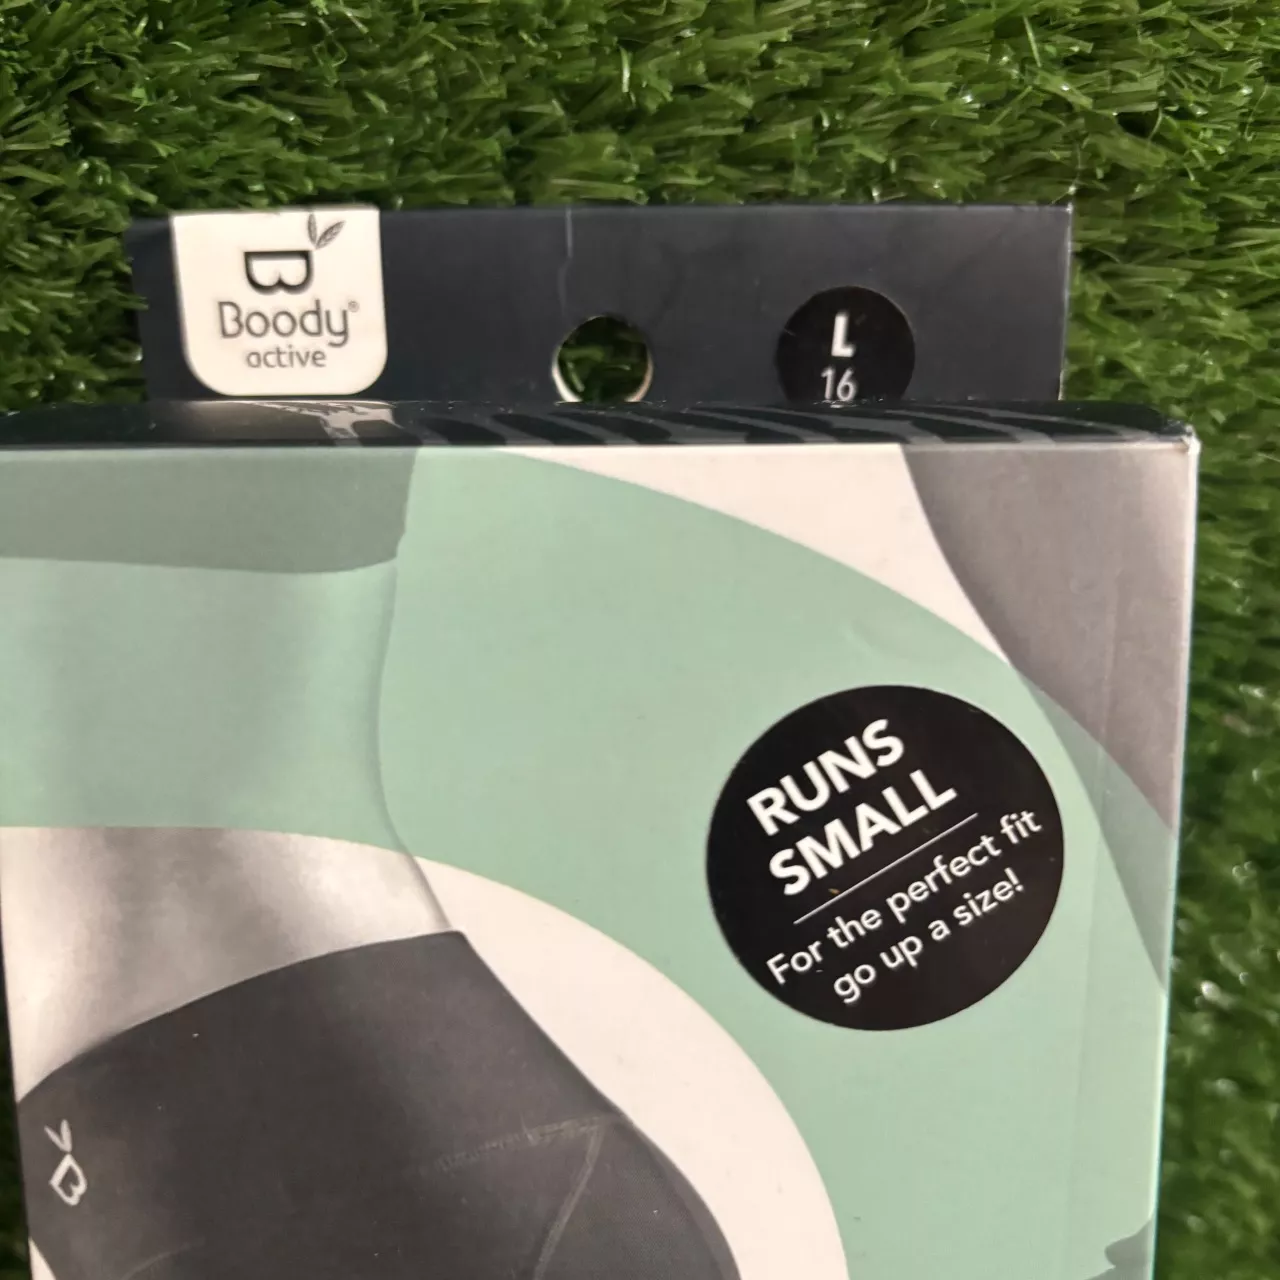 B
Boody®
active
L
16
RUNS
SMALL
For the perfect fit
go up a size!
B